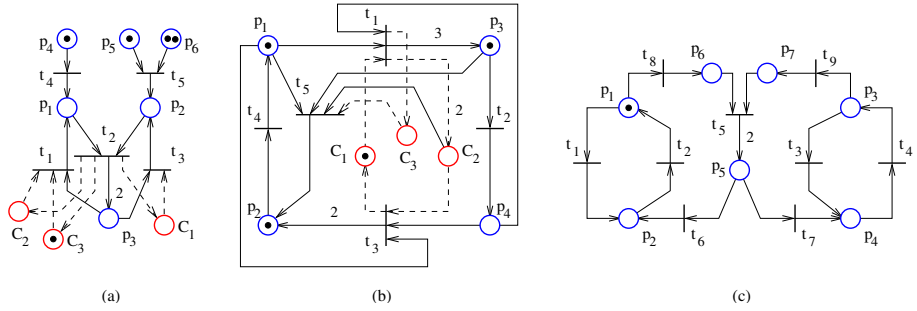 p4 p5 p6
t4 t5
p1 p2
t2
t1 t3
2
C2 C3 p3 C1
(a)
t1
p1 3 p3
t5
2 t2
t4
C1 C3 C2
p2 2 p4
t3
(b)
p6 p7
t8 t9
p1 p3
t5
t1 t2 2 t3 t4
p5
p2 t6 t7 p4
(c)